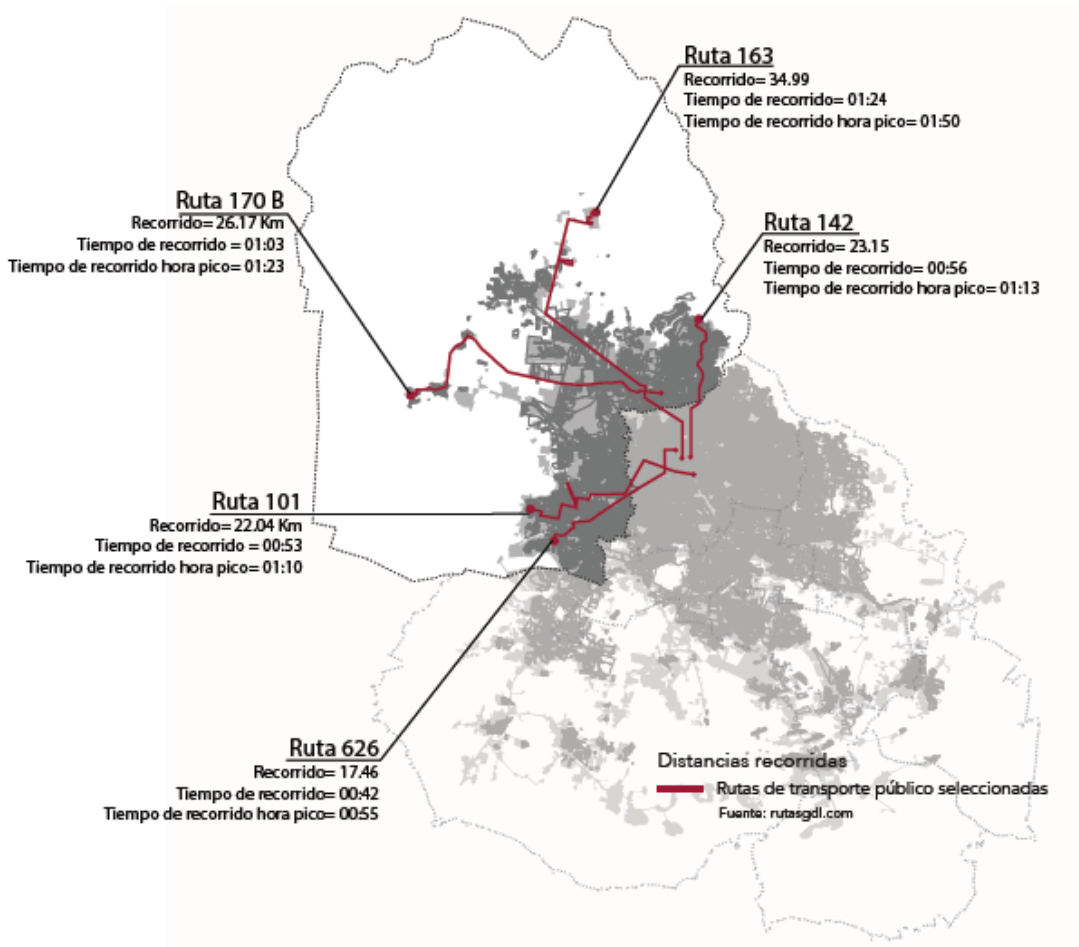 Ruta 163
Recorrido= 34.99
Tiempo de recorrido= 01:24
Tiempo de recorrido hora pico= 01:50
Ruta 170 B
Recorrido= 26.17 Km
Tiempo de recorrido = 01:03
Tiempo de recorrido hora pico= 01:23
Ruta 142
Recorrido= 23.15
Tiempo de recorrido= 00:56
Tiempo de recorrido hora pico= 01:13
Ruta 101
Recorrido= 22.04 Km
Tiempo de recorrido = 00:53
Tiempo de recorrido hora pico= 01:10
Ruta 626
Recorrido= 17.46
Tiempo de recorrido= 00:42
Tiempo de recorrido hora pico= 00:55
Distancias recorridas
Rutas de transporte público seleccionadas
Fuente: rutasgdl.com